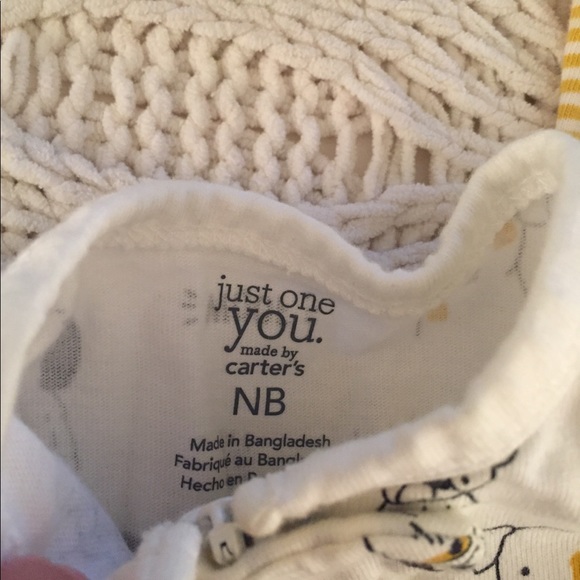 just one
you.
made by
carter's
NB
Made in Bangladesh
Fabriqué au
Hecho en